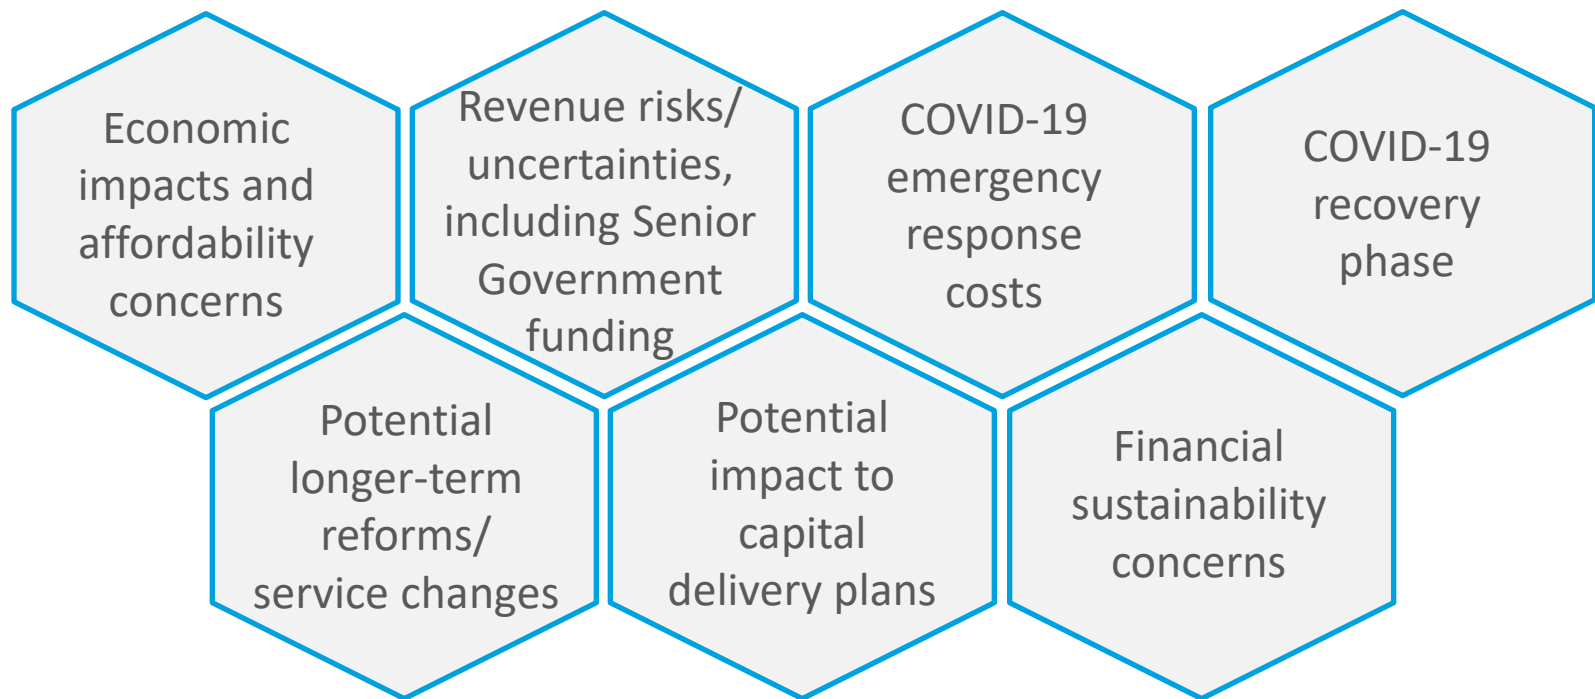 Economic
impacts and
affordability
concerns
Revenue risks/
uncertainties,
including Senior
Government
funding
COVID-19
emergency
response
costs
COVID-19
recovery
phase
Potential
longer-term
reforms/
service changes
Potential
impact to
capital
delivery plans
Financial
sustainability
concerns